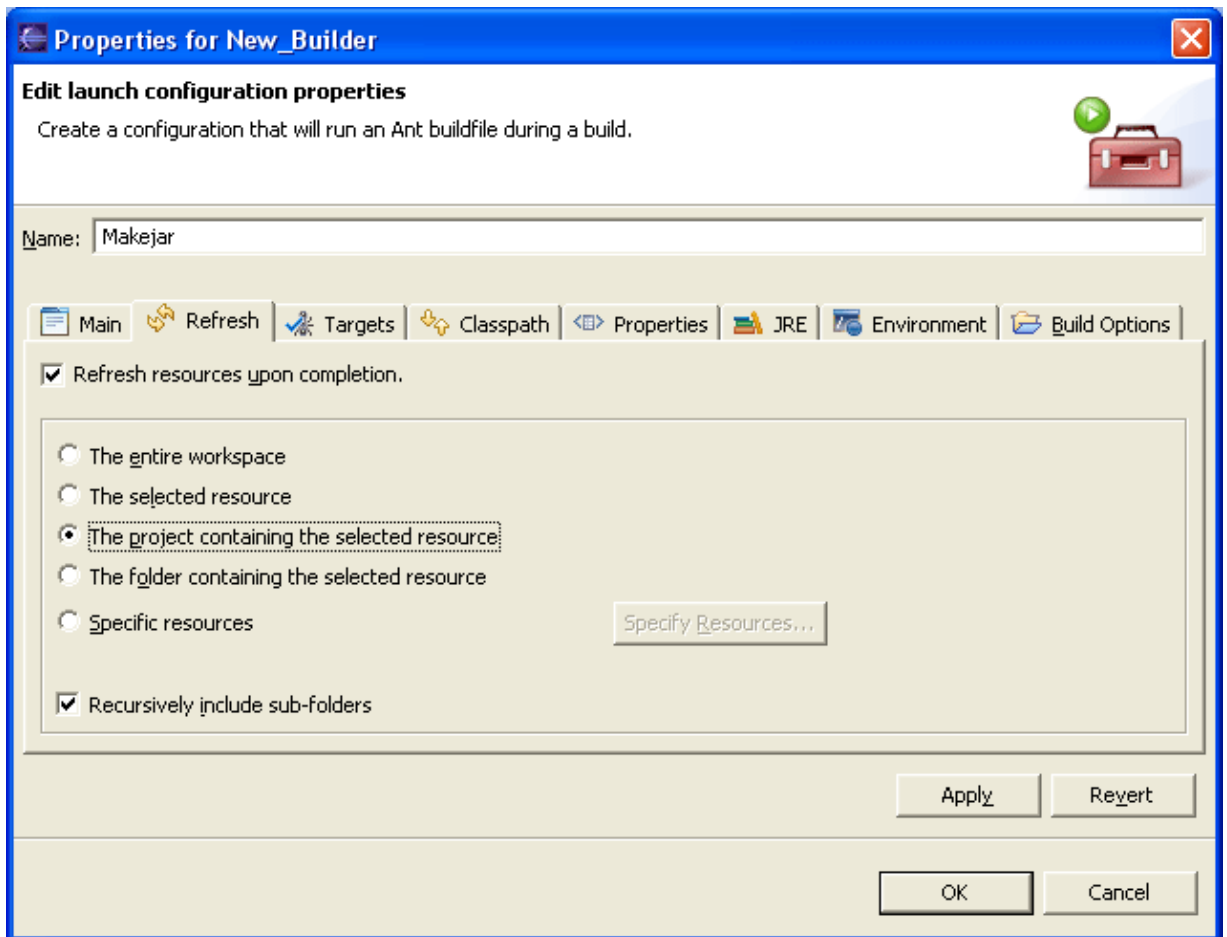 Properties for New_Builder
Edit launch configuration properties
Create a configuration that will run an Ant buildfile during a build.
Name: Makejar
Main Refresh Targets Classpath Properties JRE Environment Build Options
Refresh resources upon completion.
The entire workspace
The selected resource
The project containing the selected resource
The folder containing the selected resource
Specific resources Specify Resources...
Recursively include sub-folders
Apply Revert
OK Cancel